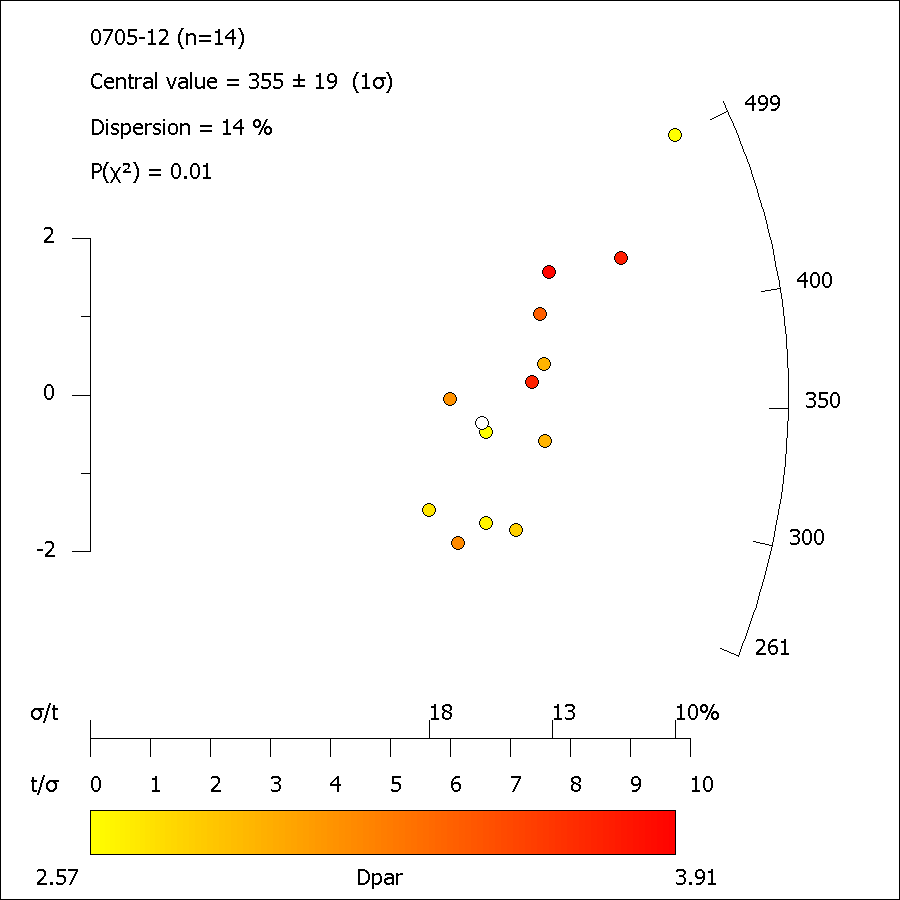 0705-12 (n=14)
Central value = 355 ± 19 (1σ)
Dispersion = 14 %
P(χ²) = 0.01
499
400
350
300
261
2
0
-2
σ/t
18
13
10%
t/σ
0 1 2 3 4 5 6 7 8 9 10
2.57
Dpar
3.91